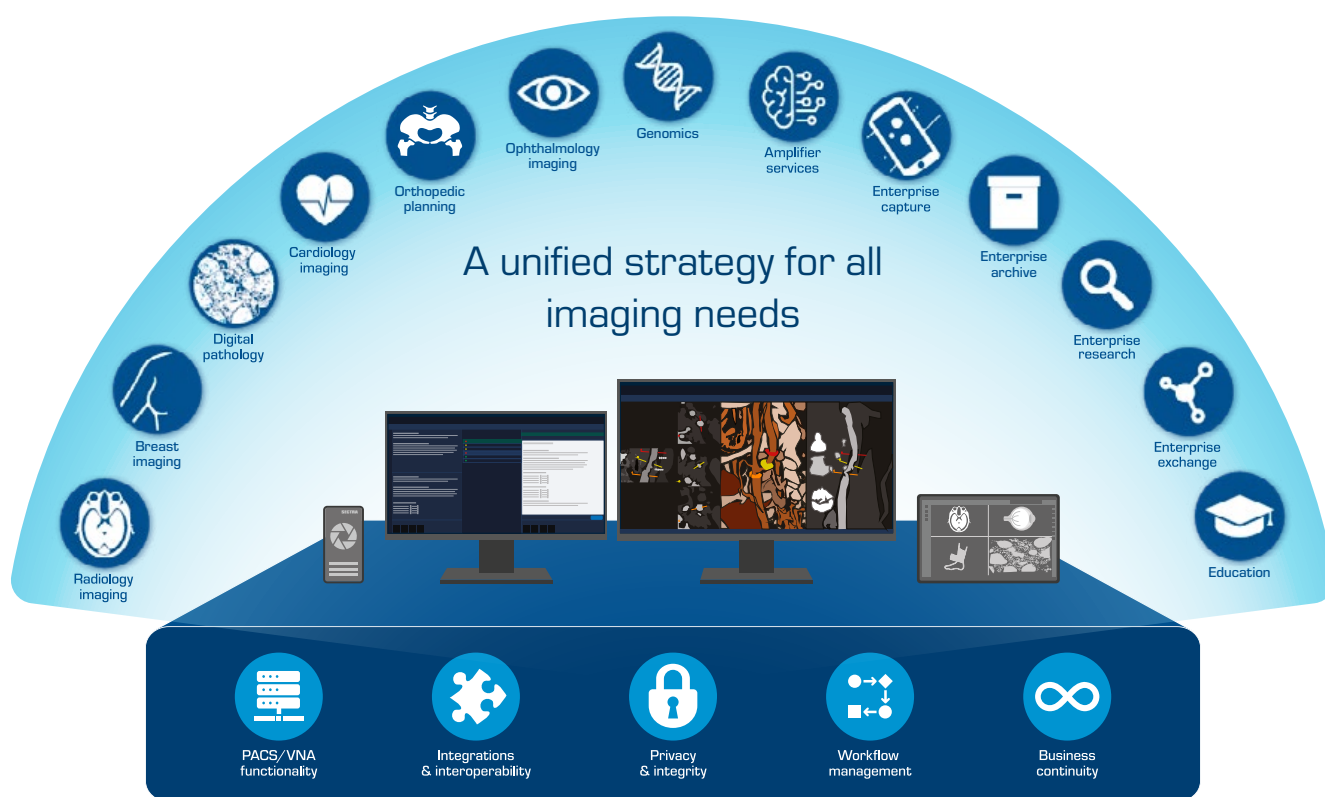 Genomics
Ophthalmology
imaging
Amplifier
services
Orthopedic
planning
Enterprise
capture
Cardiology
imaging
A unified strategy for all
imaging needs
Enterprise
archive
Digital
pathology
Enterprise
research
Breast
imaging
Enterprise
exchange
SECTRA
Radiology
imaging
Education
PACS/VNA
functionality
Integrations
& interoperability
Privacy
& integrity
Workflow
management
Business
continuity